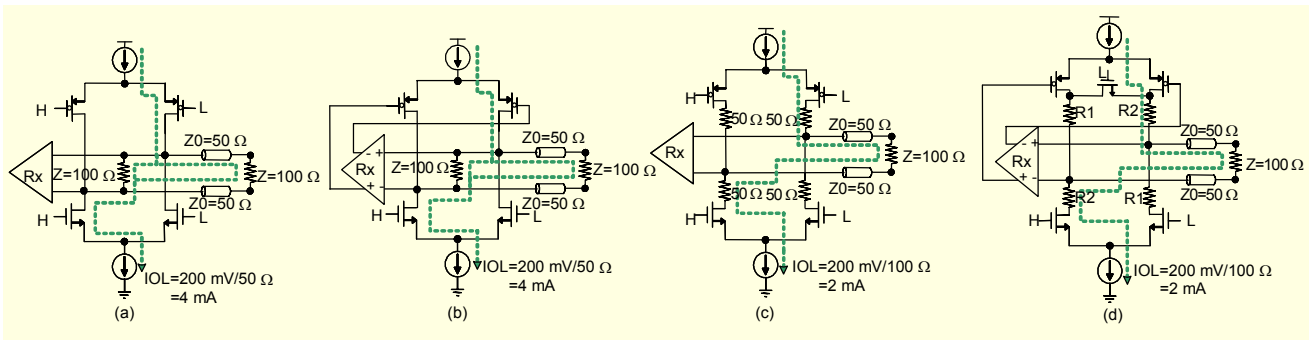 H
L
Z0=50 Ω
Rx
Z=100 Ω
Z=100 Ω
Z0=50 Ω
H
L
IOL=200 mV/50 Ω
=4 mA
(a)
Z0=50 Ω
- +
Z=100 Ω
Rx
Z=100 Ω
+ -
Z0=50 Ω
H
L
IOL=200 mV/50 Ω
=4 mA
(b)
H
L
50 Ω 50 Ω
Z0=50 Ω
Rx
Z=100 Ω
50 Ω 50 Ω
Z0=50 Ω
H
L
IOL=200 mV/100 Ω
=2 mA
(c)
L
R1
R2
Z0=50 Ω
- +
Rx
Z=100 Ω
+ -
Z0=50 Ω
R2
R1
H
L
IOL=200 mV/100 Ω
=2 mA
(d)